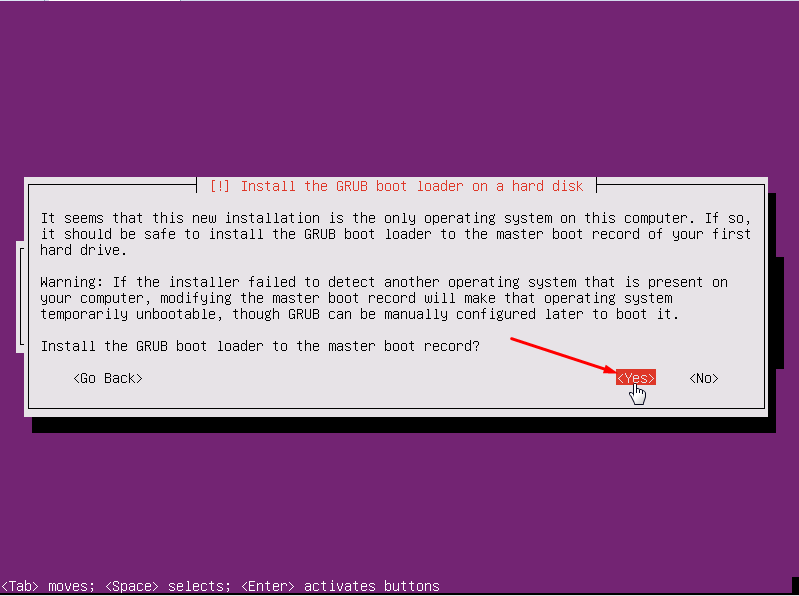 [!] Install the GRUB boot loader on a hard disk
It seems that this new installation is the only operating system on this computer. If so,
it should be safe to install the GRUB boot loader to the master boot record of your first
hard drive.
Warning: If the installer failed to detect another operating system that is present on
your computer, modifying the master boot record will make that operating system
temporarily unbootable, though GRUB can be manually configured later to boot it.
Install the GRUB boot loader to the master boot record?
<Go Back> <Yes> <No>
<Tab> moves; <Space> selects; <Enter> activates buttons